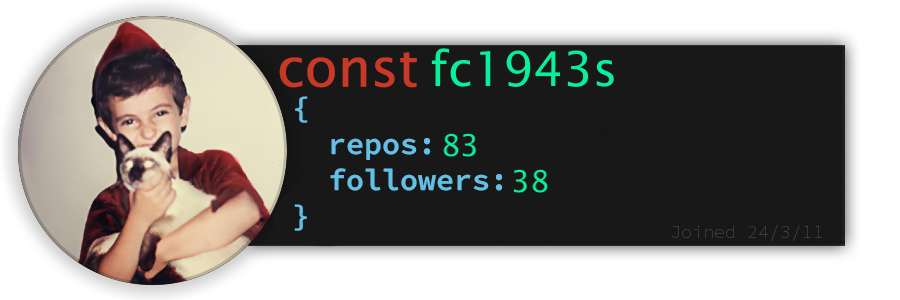 const fc1943s
{
repos: 83
followers: 38
}
Joined 24/3/11